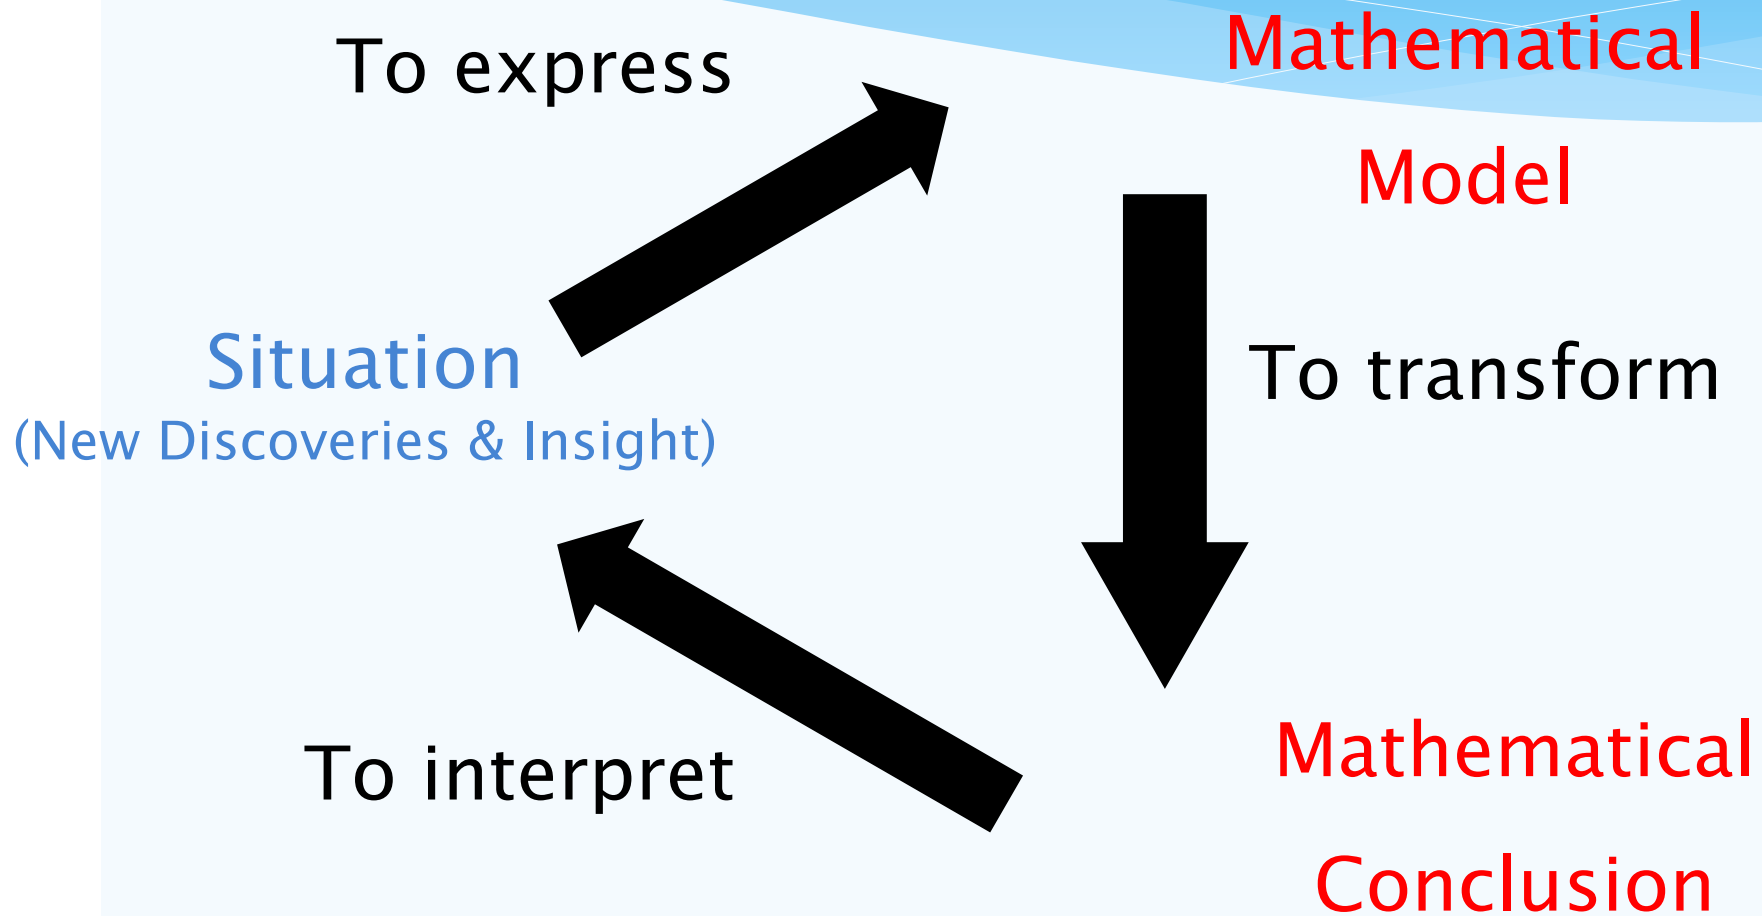 To express
Mathematical
Model
Situation
(New Discoveries & Insight)
To transform
To interpret
Mathematical
Conclusion